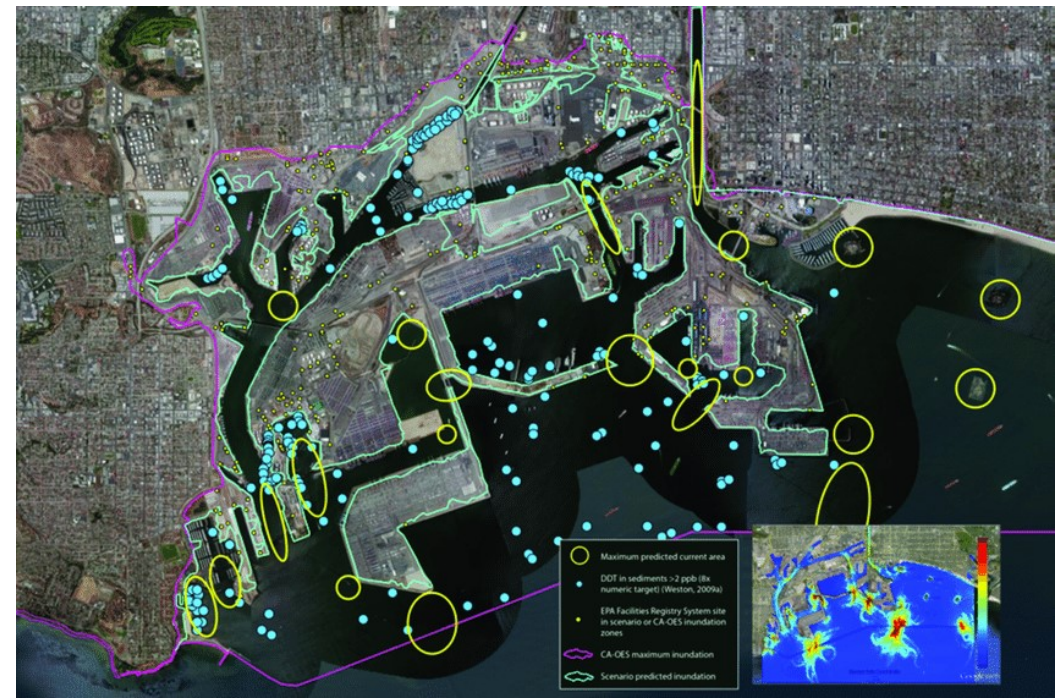 Maximum predicted current area
DDT in sediments >2 ppb (8x
numeric target) (Weston, 2009a)
EPA Facilities Registry System site
in scenario or CA-OES inundation
zones
CA-OES maximum inundation
Scenario predicted inundation